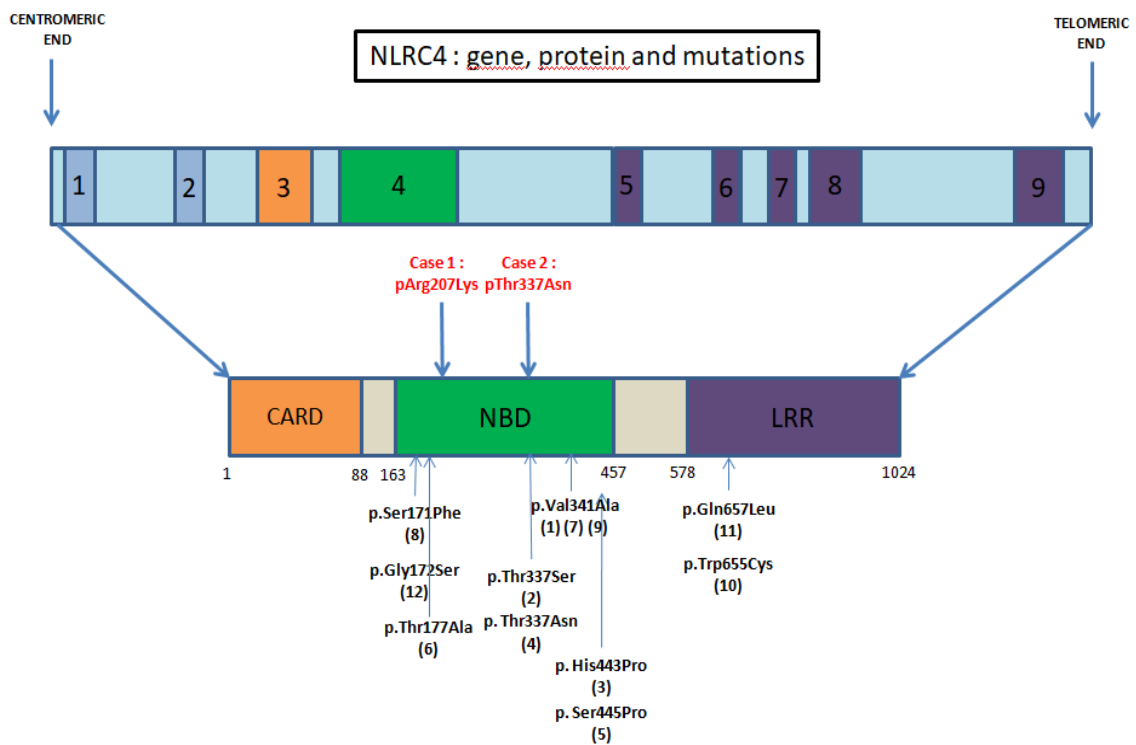 CENTROMERIC
END
TELOMERIC
END
NLRC4 : gene, protein and mutations
1 2 3 4 5 6 7 8 9
Case 1 :
pArg207Lys
Case 2 :
pThr337Asn
CARD NBD LRR
1 88 163 457 578 1024
p.Ser171Phe
(8)
p.Gly172Ser
(12)
p.Thr177Ala
(6)
p.Val341Ala
(1) (7) (9)
p.Thr337Ser
(2)
p.Thr337Asn
(4)
p. His443Pro
(3)
p. Ser445Pro
(5)
p.Gln657Leu
(11)
p.Trp655Cys
(10)